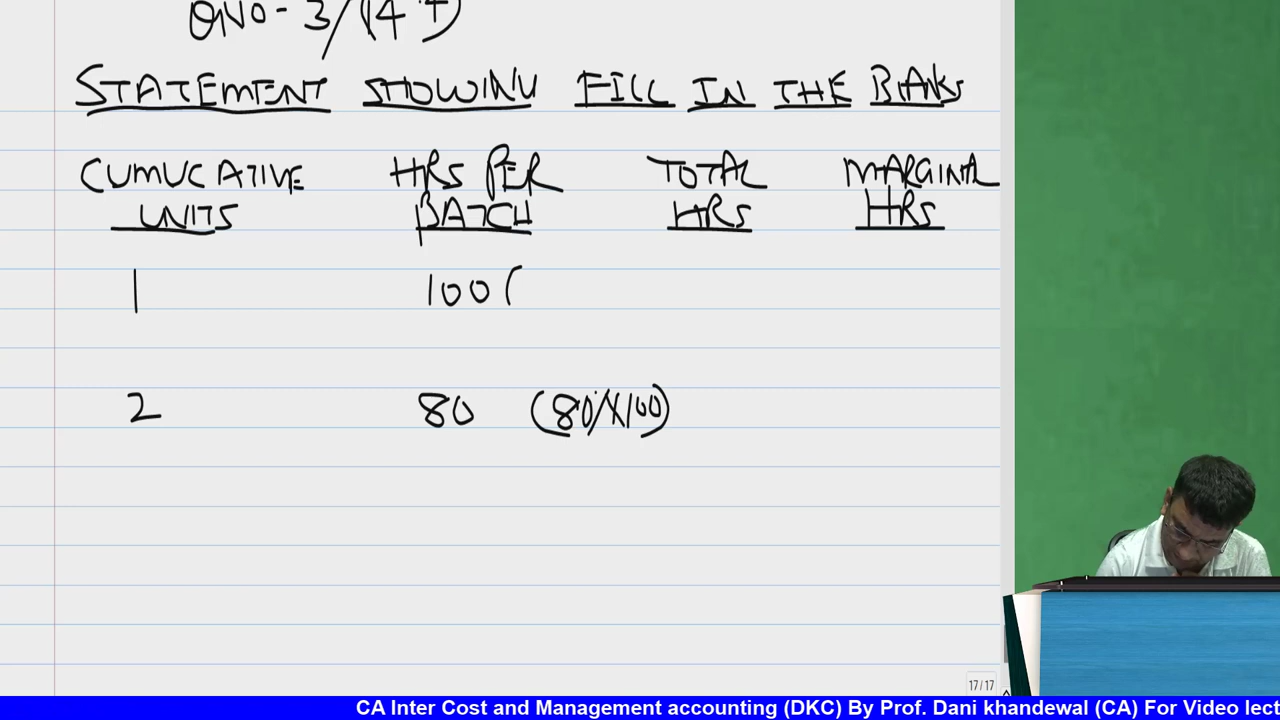 QNO - 3/(14.7)
STATEMENT SHOWING FILL IN THE BLANKS
CUMULATIVE UNITS HRS PER BATCH TOTAL HRS MARGINAL HRS
1 100 (
2 80 (80%X100)
17/17
CA Inter Cost and Management accounting (DKC) By Prof. Dani khandewal (CA) For Video lect